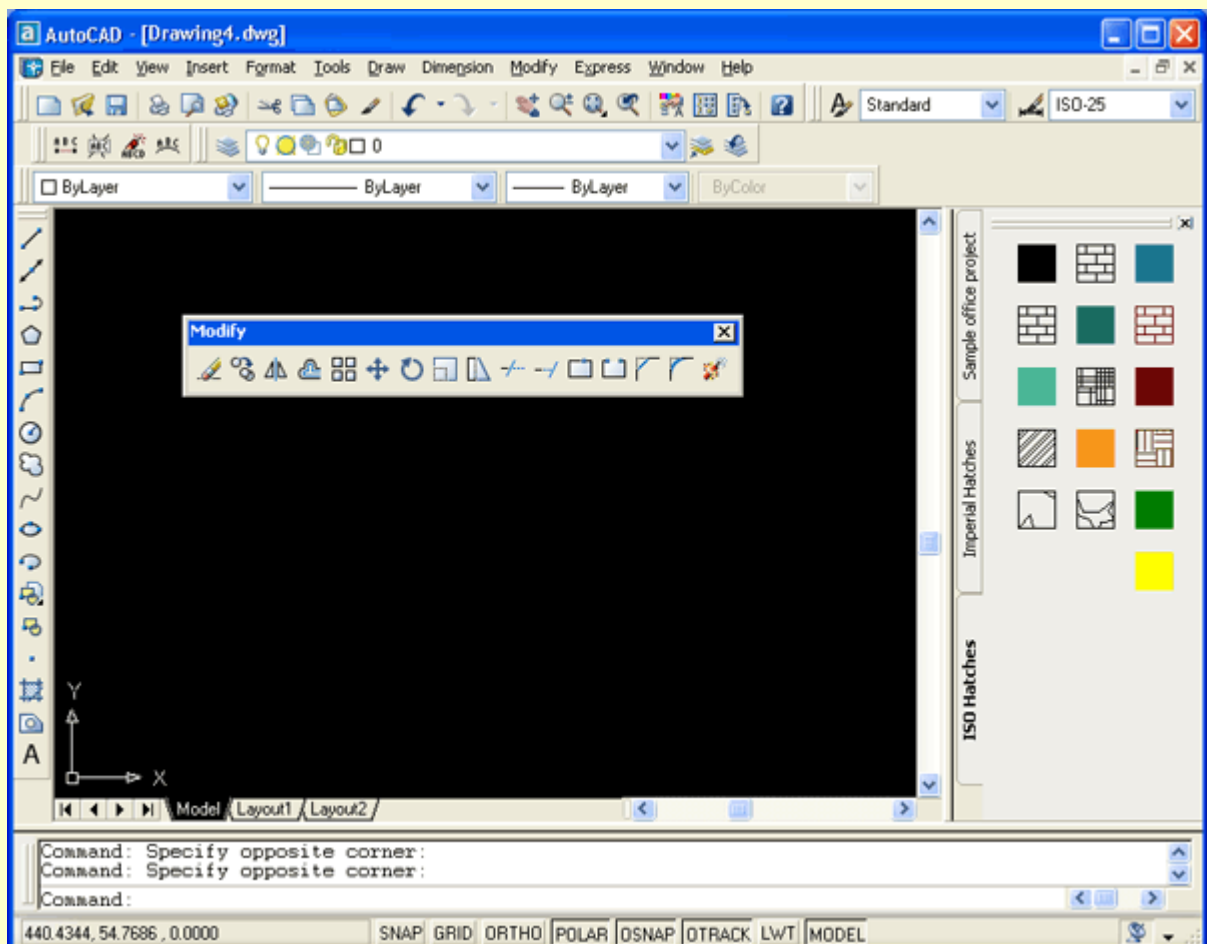 a AutoCAD - [Drawing4.dwg]
File Edit View Insert Format Tools Draw Dimension Modify Express Window Help
Standard ISO-25
0
ByLayer ByLayer ByLayer ByColor
Sample office project
Modify
Imperial Hatches
ISO Hatches
A
Y
X
Model Layout1 Layout2
Command: Specify opposite corner:
Command: Specify opposite corner:
Command:
440.4344, 54.7686 , 0.0000 SNAP GRID ORTHO POLAR OSNAP OTRACK LWT MODEL